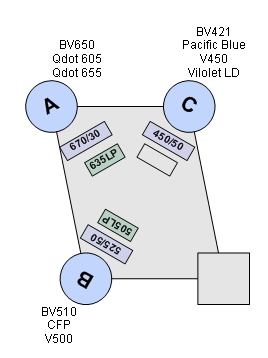 BV650
Qdot 605
Qdot 655
BV421
Pacific Blue
V450
Vilolet LD
A
C
670/30
635LP
450/50
505LP
525/50
B
BV510
CFP
V500